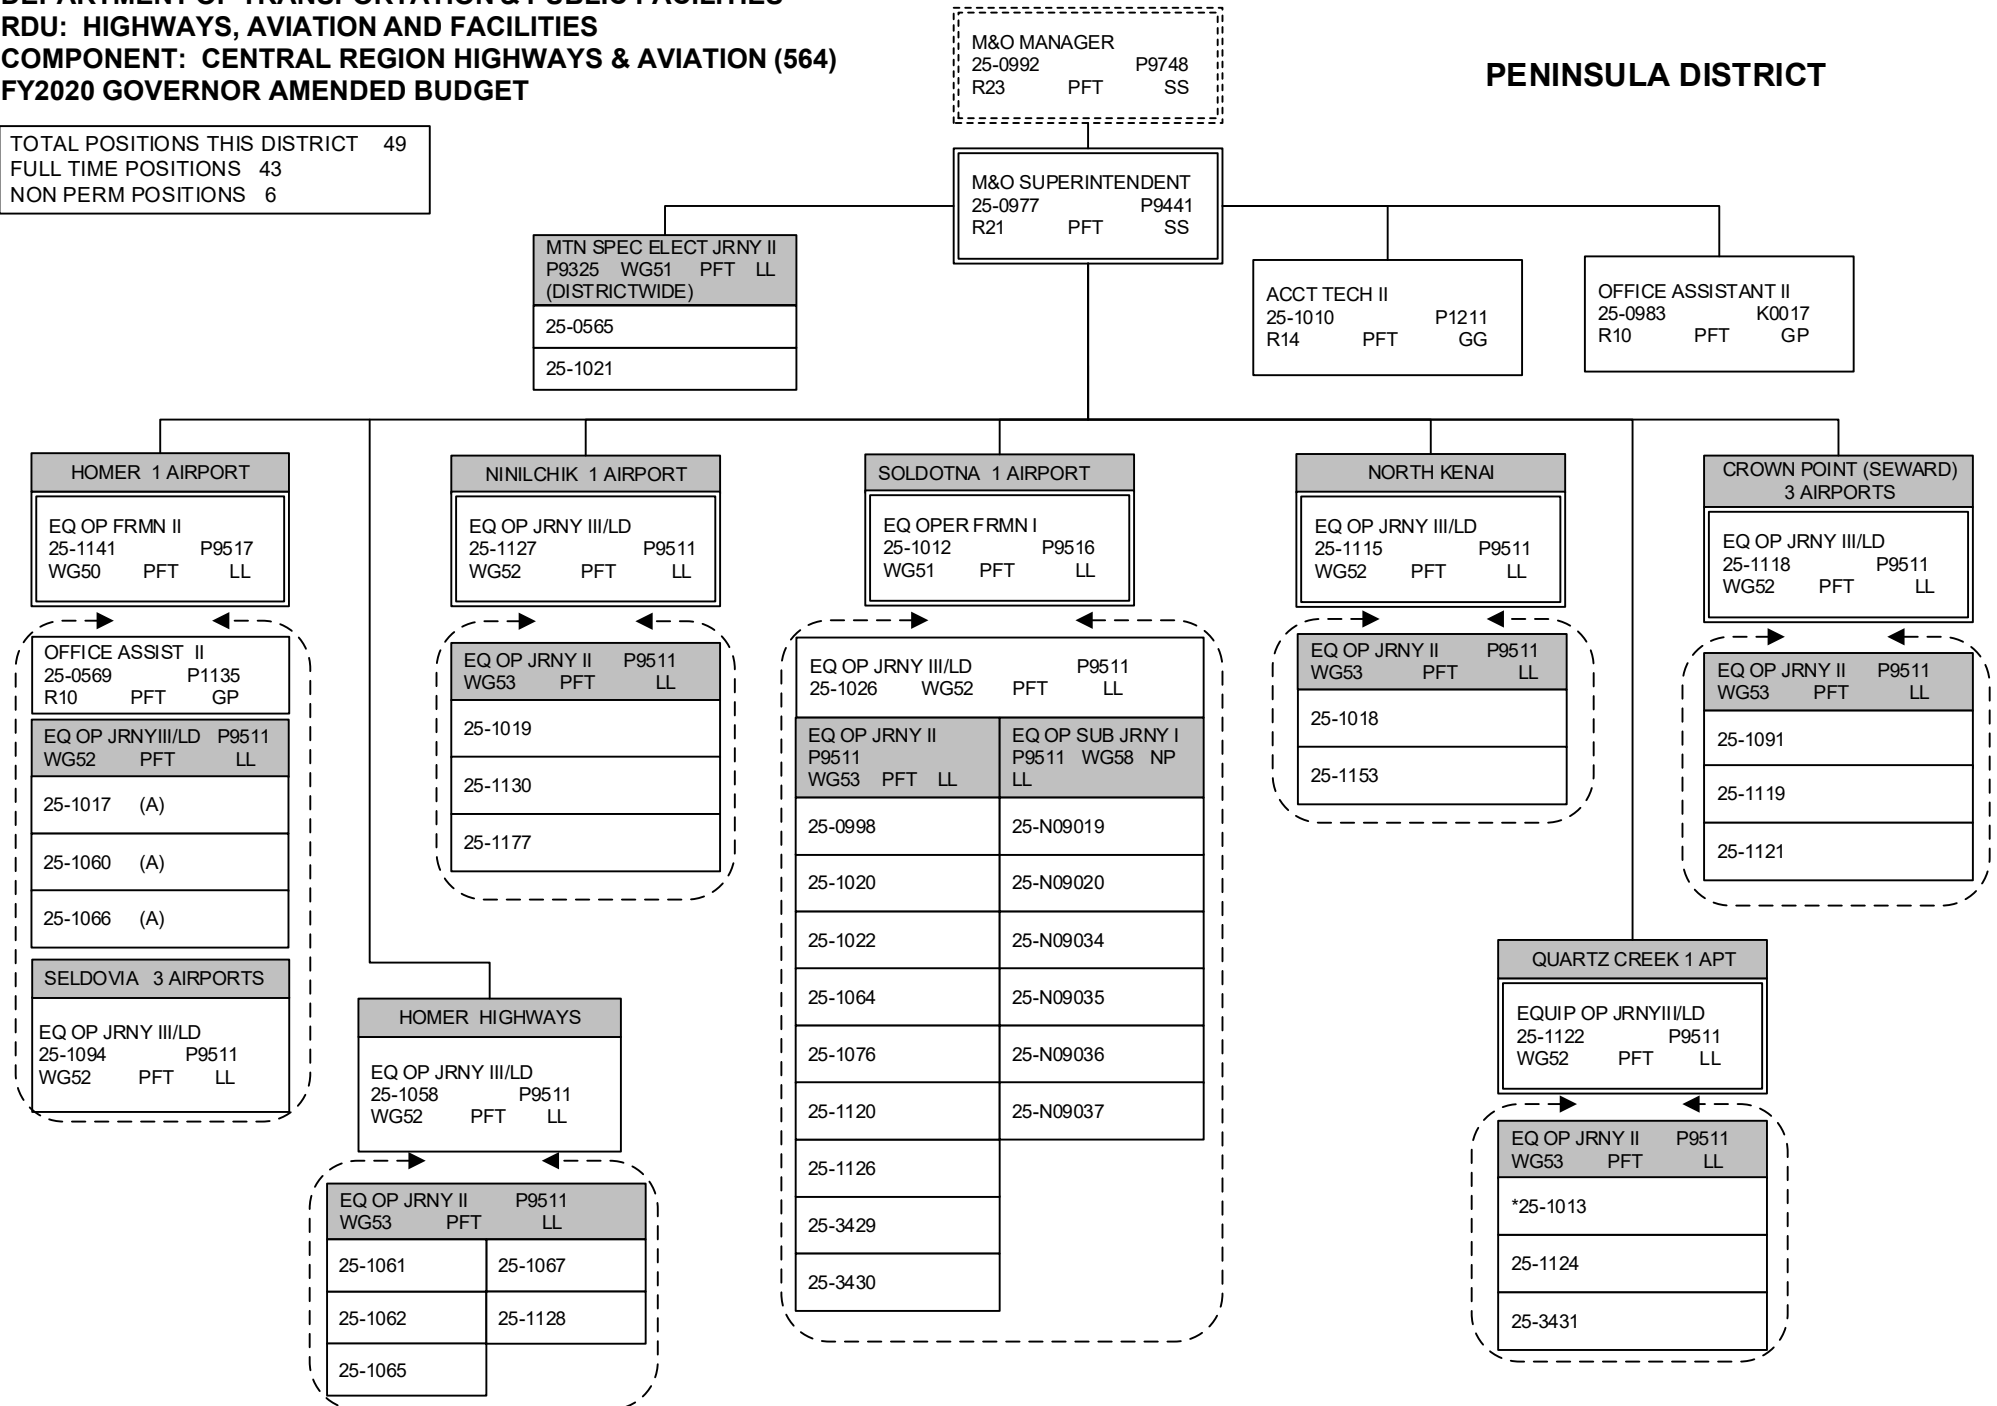 DEPARTMENT OF TRANSPORTATION & PUBLIC FACILITIES
RDU: HIGHWAYS, AVIATION AND FACILITIES
COMPONENT: CENTRAL REGION HIGHWAYS & AVIATION (564)
FY2020 GOVERNOR AMENDED BUDGET
PENINSULA DISTRICT
TOTAL POSITIONS THIS DISTRICT 49
FULL TIME POSITIONS 43
NON PERM POSITIONS 6
M&O MANAGER
25-0992 P9748
R23 PFT SS
M&O SUPERINTENDENT
25-0977 P9441
R21 PFT SS
MTN SPEC ELECT JRNY II
P9325 WG51 PFT LL
(DISTRICTWIDE)
25-0565
25-1021
ACCT TECH II
25-1010 P1211
R14 PFT GG
OFFICE ASSISTANT II
25-0983 K0017
R10 PFT GP
HOMER 1 AIRPORT
EQ OP FRMN II
25-1141 P9517
WG50 PFT LL
OFFICE ASSIST II
25-0569 P1135
R10 PFT GP
EQ OP JRNYIII/LD P9511
WG52 PFT LL
25-1017 (A)
25-1060 (A)
25-1066 (A)
SELDOVIA 3 AIRPORTS
EQ OP JRNY III/LD
25-1094 P9511
WG52 PFT LL
HOMER HIGHWAYS
EQ OP JRNY III/LD
25-1058 P9511
WG52 PFT LL
EQ OP JRNY II P9511
WG53 PFT LL
25-1061 25-1067
25-1062 25-1128
25-1065
NINILCHIK 1 AIRPORT
EQ OP JRNY III/LD
25-1127 P9511
WG52 PFT LL
EQ OP JRNY II P9511
WG53 PFT LL
25-1019
25-1130
25-1177
SOLDOTNA 1 AIRPORT
EQ OPER FRMN I
25-1012 P9516
WG51 PFT LL
EQ OP JRNY III/LD P9511
25-1026 WG52 PFT LL
EQ OP JRNY II
P9511
WG53 PFT LL
EQ OP SUB JRNY I
P9511 WG58 NP
LL
25-0998 25-N09019
25-1020 25-N09020
25-1022 25-N09034
25-1064 25-N09035
25-1076 25-N09036
25-1120 25-N09037
25-1126
25-3429
25-3430
NORTH KENAI
EQ OP JRNY III/LD
25-1115 P9511
WG52 PFT LL
EQ OP JRNY II P9511
WG53 PFT LL
25-1018
25-1153
CROWN POINT (SEWARD)
3 AIRPORTS
EQ OP JRNY III/LD
25-1118 P9511
WG52 PFT LL
EQ OP JRNY II P9511
WG53 PFT LL
25-1091
25-1119
25-1121
QUARTZ CREEK 1 APT
EQUIP OP JRNYIII/LD
25-1122 P9511
WG52 PFT LL
EQ OP JRNY II P9511
WG53 PFT LL
*25-1013
25-1124
25-3431